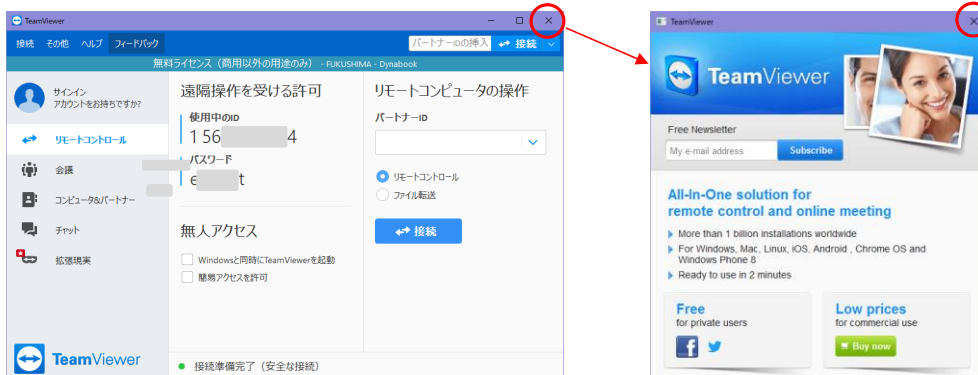 TeamViewer
接続 その他 ヘルプ フィードバック
パートナーIDの挿入 接続
無料ライセンス（商用以外の用途のみ） - FUKUSHIMA - Dynabook
サインイン
アカウントをお持ちですか?
リモートコントロール
会議
コンピュータ&パートナー
チャット
拡張現実
TeamViewer
遠隔操作を受ける許可
使用中のID
1 56 4
パスワード
t
無人アクセス
Windowsと同時にTeamViewerを起動
簡易アクセスを許可
接続準備完了（安全な接続）
リモートコンピュータの操作
パートナーID
リモートコントロール
ファイル転送
接続
TeamViewer
TeamViewer
Free Newsletter
My e-mail address Subscribe
All-In-One solution for
remote control and online meeting
More than 1 billion installations worldwide
For Windows, Mac, Linux, iOS, Android , Chrome OS and
Windows Phone 8
Ready to use in 2 minutes
Free
for private users
Low prices
for commercial use
Buy now